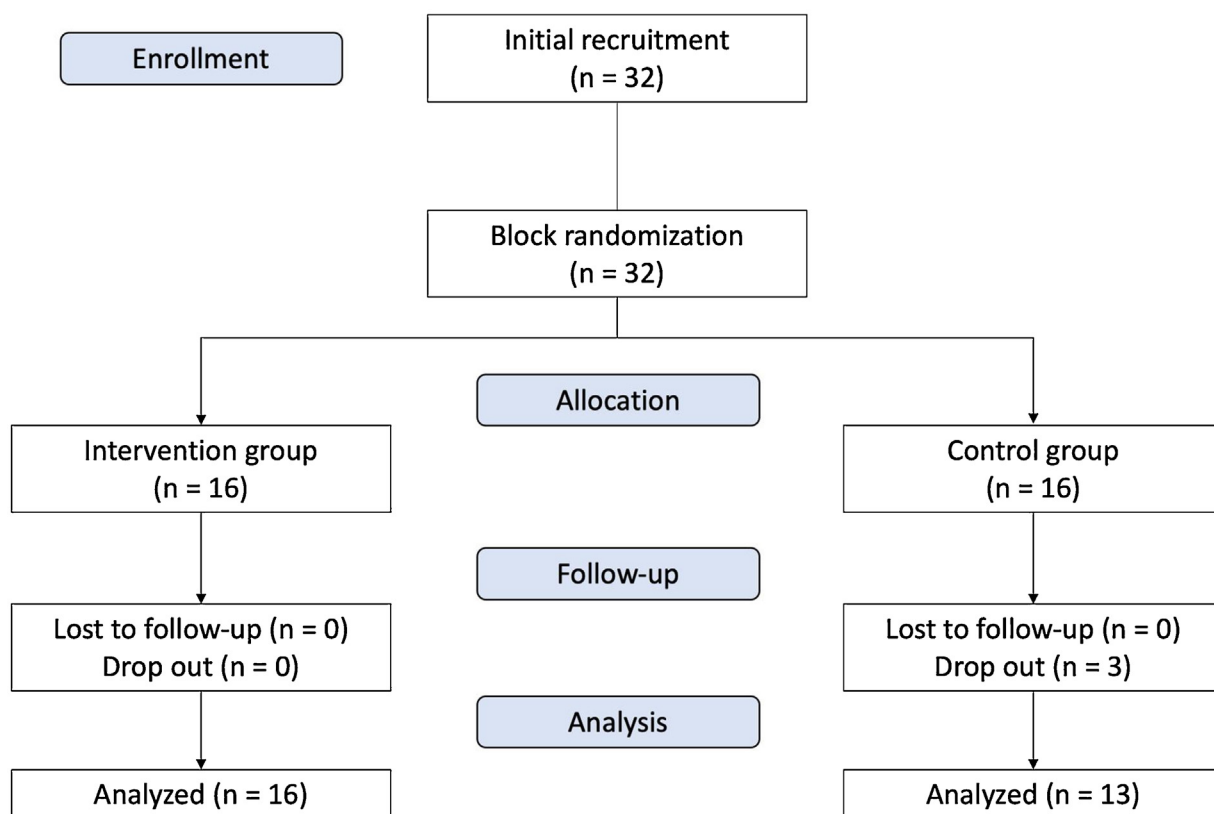 Enrollment
Initial recruitment
(n = 32)
Block randomization
(n = 32)
Allocation
Intervention group
(n = 16)
Control group
(n = 16)
Follow-up
Lost to follow-up (n = 0)
Drop out (n = 0)
Lost to follow-up (n = 0)
Drop out (n = 3)
Analysis
Analyzed (n = 16)
Analyzed (n = 13)